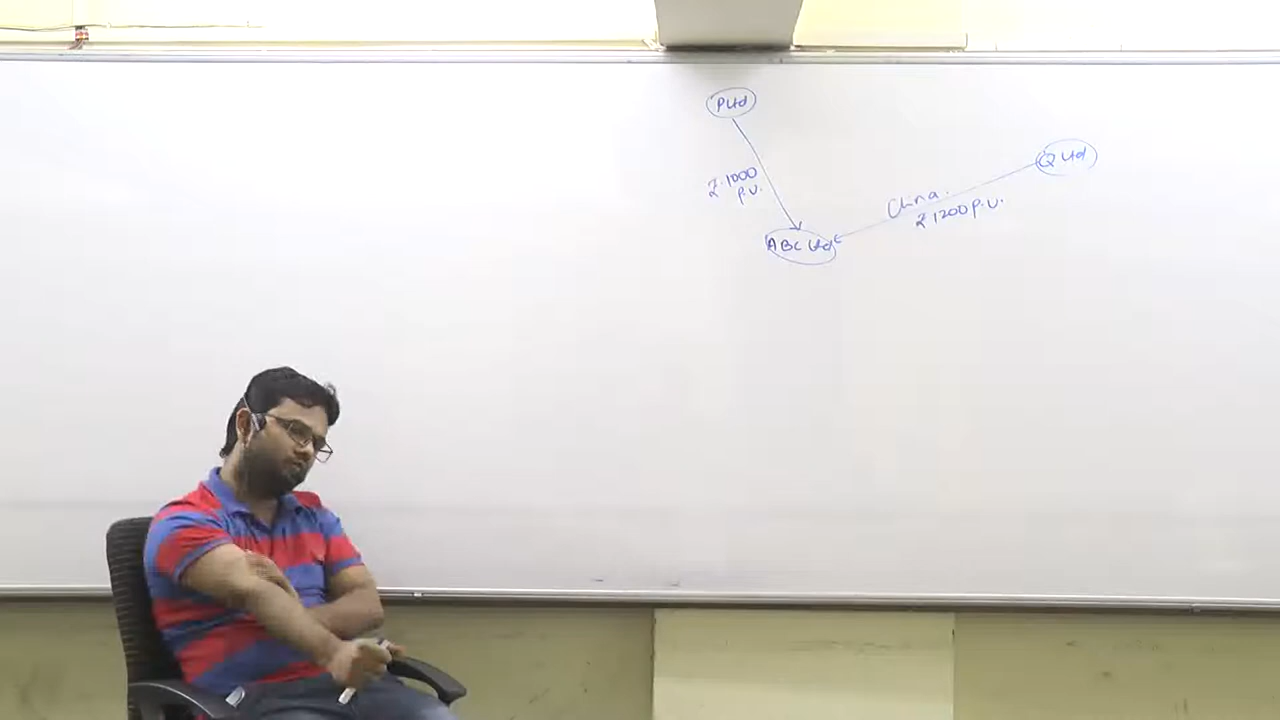 P Ltd
₹.1000
P.V.
Q Ltd
China.
₹ 1200 P.V.
ABC Ltd